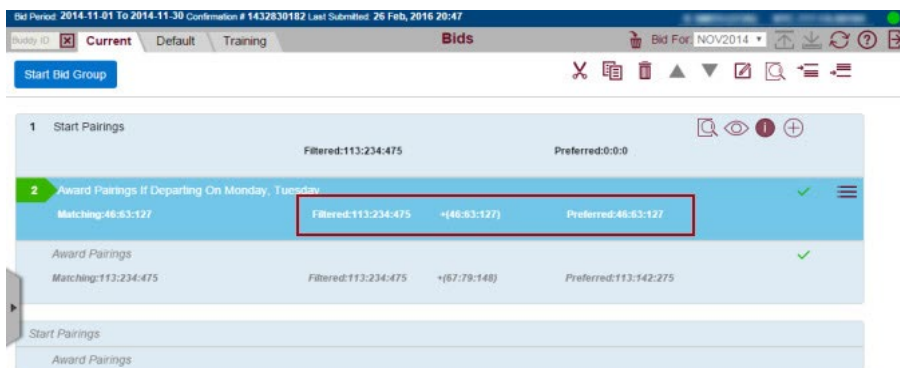 Bid Period: 2014-11-01 To 2014-11-30 Confirmation # 1432830182 Last Submitted: 26 Feb, 2016 20:47
Buddy ID Current Default Training Bids Bid For: NOV2014
Start Bid Group
1 Start Pairings
Filtered:113:234:475 Preferred:0:0:0
2 Award Pairings If Departing On Monday, Tuesday
Matching:46:63:127 Filtered:113:234:475 +(46:63:127) Preferred:46:63:127
Award Pairings
Matching:113:234:475 Filtered:113:234:475 +(67:79:148) Preferred:113:142:275
Start Pairings
Award Pairings